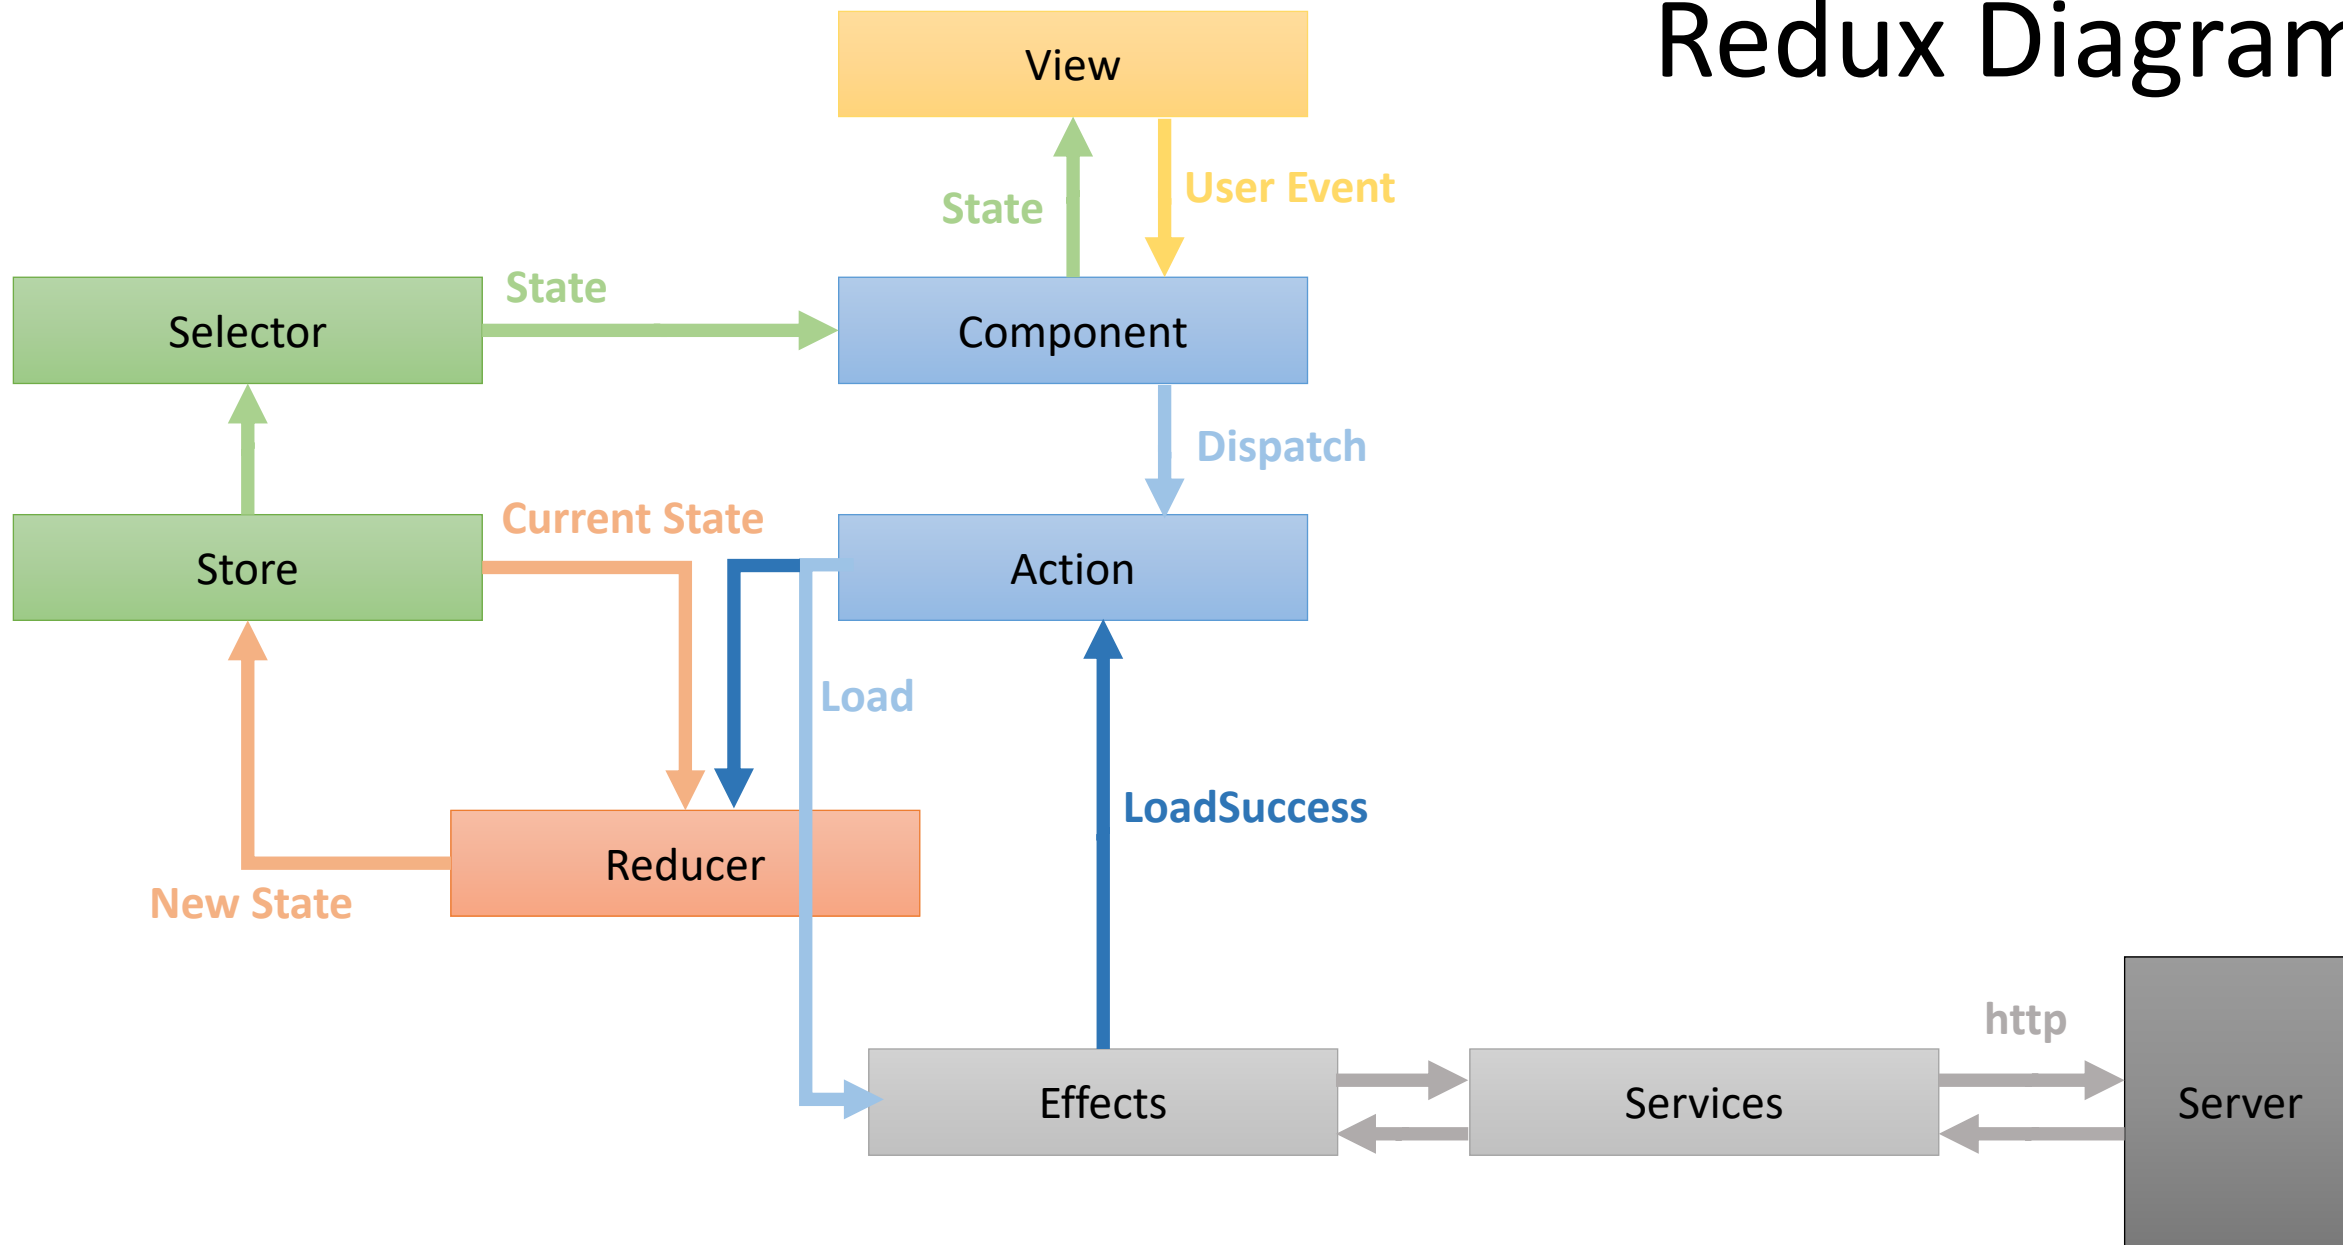 Redux Diagram
View
User Event
State
State
Selector
Component
Dispatch
Current State
Store
Action
Load
LoadSuccess
Reducer
New State
http
Effects
Services
Server